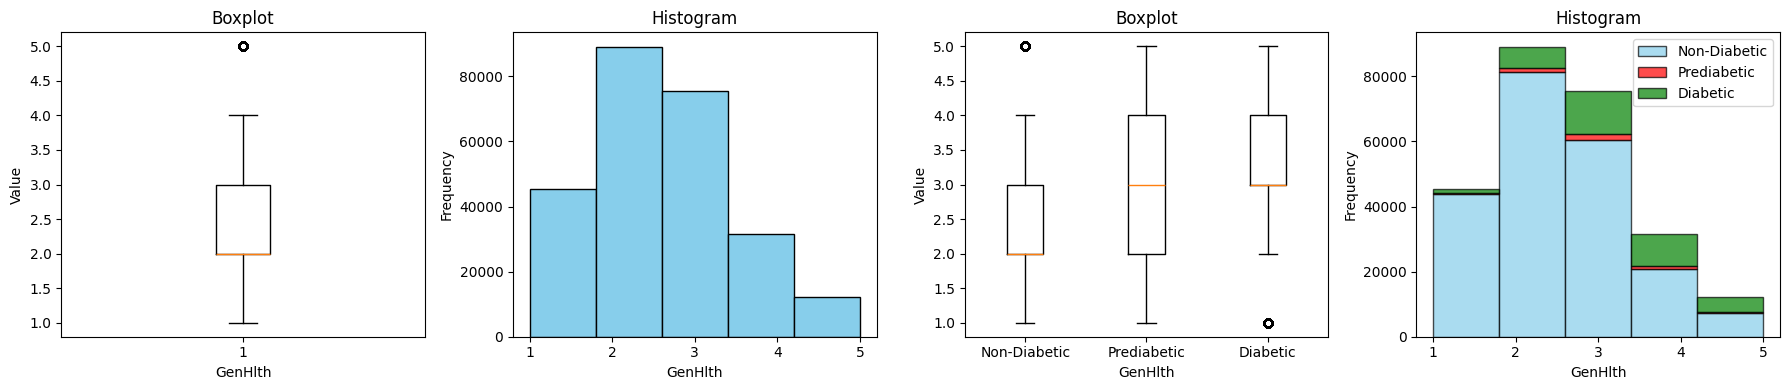 Boxplot
Value
5.0
4.5
4.0
3.5
3.0
2.5
2.0
1.5
1.0
1
GenHlth
Histogram
Frequency
80000
60000
40000
20000
0
1 2 3 4 5
GenHlth
Boxplot
Value
5.0
4.5
4.0
3.5
3.0
2.5
2.0
1.5
1.0
Non-Diabetic Prediabetic Diabetic
GenHlth
Histogram
Frequency
80000
60000
40000
20000
0
Non-Diabetic
Prediabetic
Diabetic
1 2 3 4 5
GenHlth